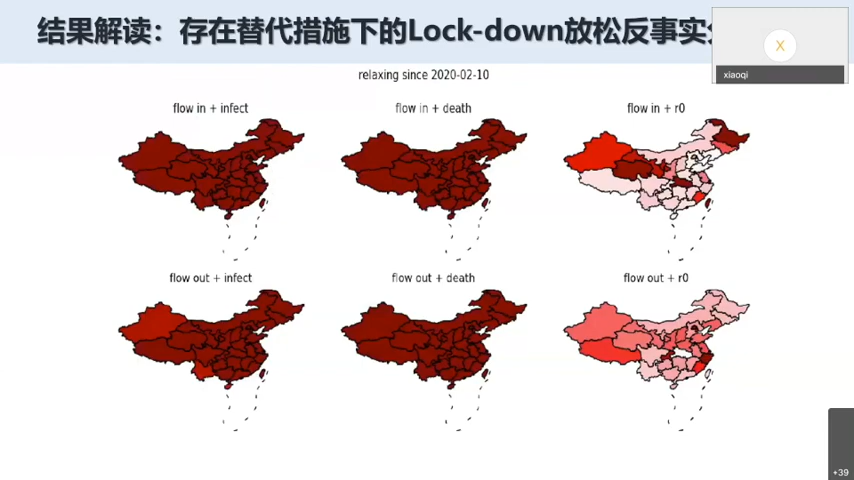 结果解读：存在替代措施下的Lock-down放松反事实
X
xiaoqi
relaxing since 2020-02-10
flow in + infect
flow in + death
flow in + r0
flow out + infect
flow out + death
flow out + r0
+39